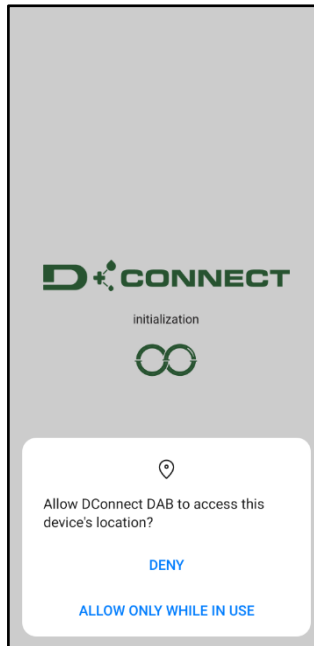 D CONNECT
initialization
Allow DConnect DAB to access this
device's location?
DENY
ALLOW ONLY WHILE IN USE